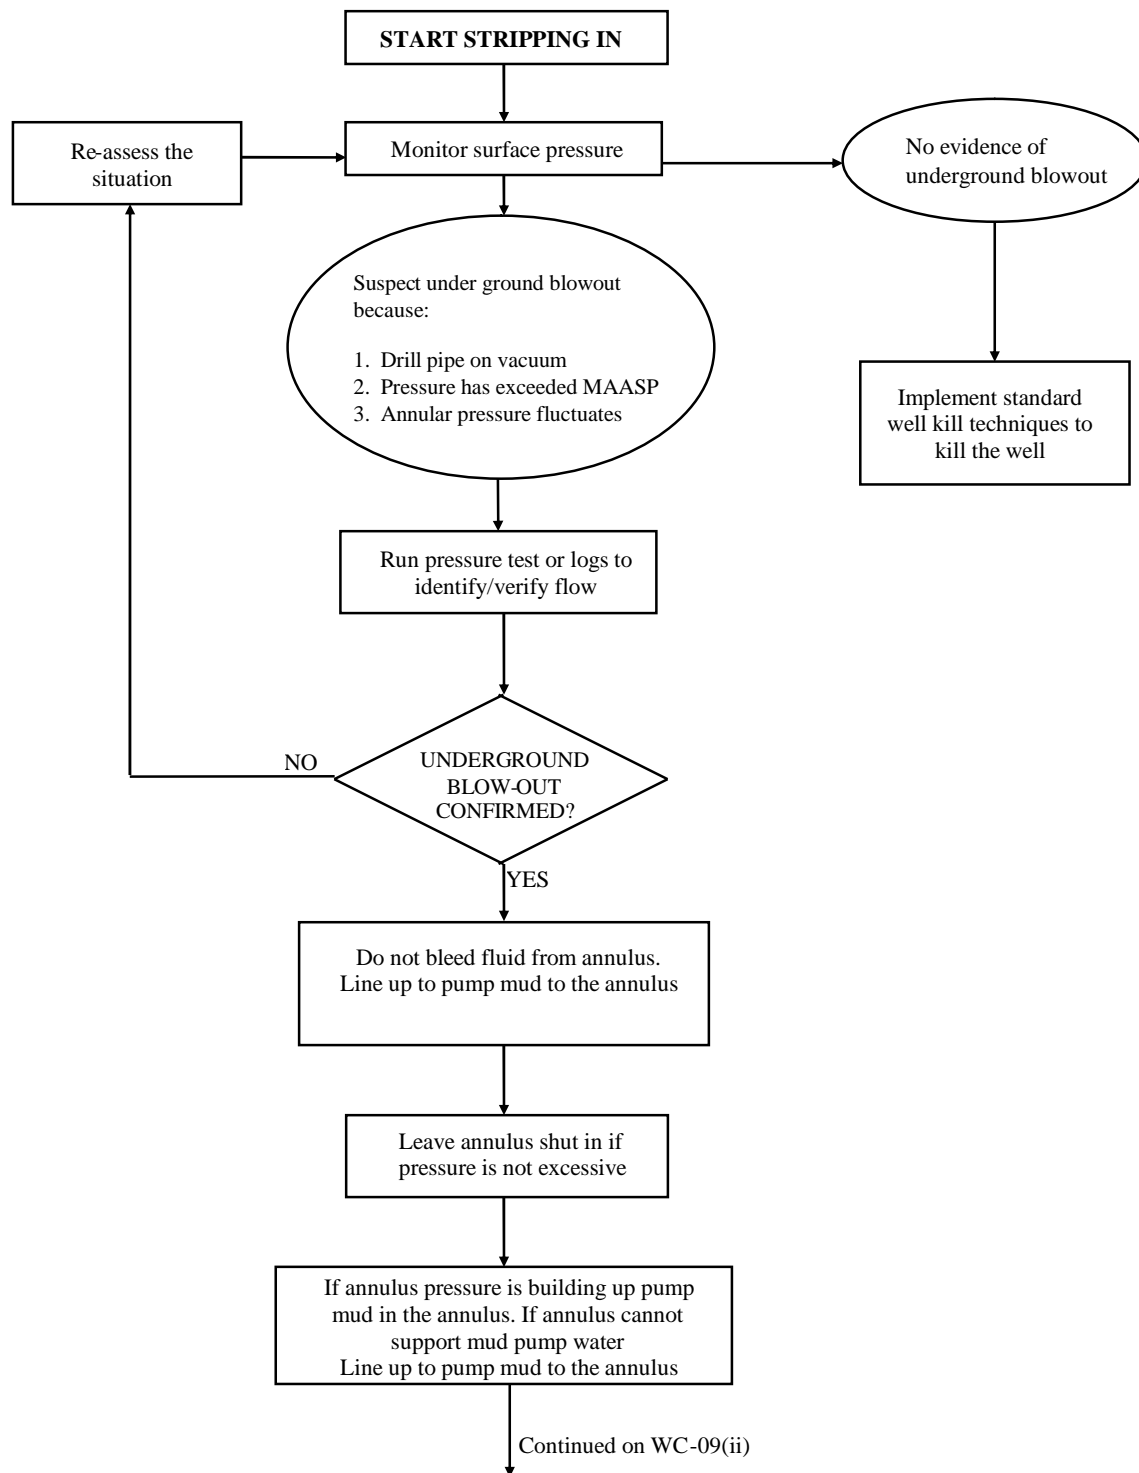 START STRIPPING IN
Re-assess the
situation
Monitor surface pressure
No evidence of
underground blowout
Suspect under ground blowout
because:
1. Drill pipe on vacuum
2. Pressure has exceeded MAASP
3. Annular pressure fluctuates
Implement standard
well kill techniques to
kill the well
Run pressure test or logs to
identify/verify flow
NO
UNDERGROUND
BLOW-OUT
CONFIRMED?
YES
Do not bleed fluid from annulus.
Line up to pump mud to the annulus
Leave annulus shut in if
pressure is not excessive
If annulus pressure is building up pump
mud in the annulus. If annulus cannot
support mud pump water
Line up to pump mud to the annulus
Continued on WC-09(ii)